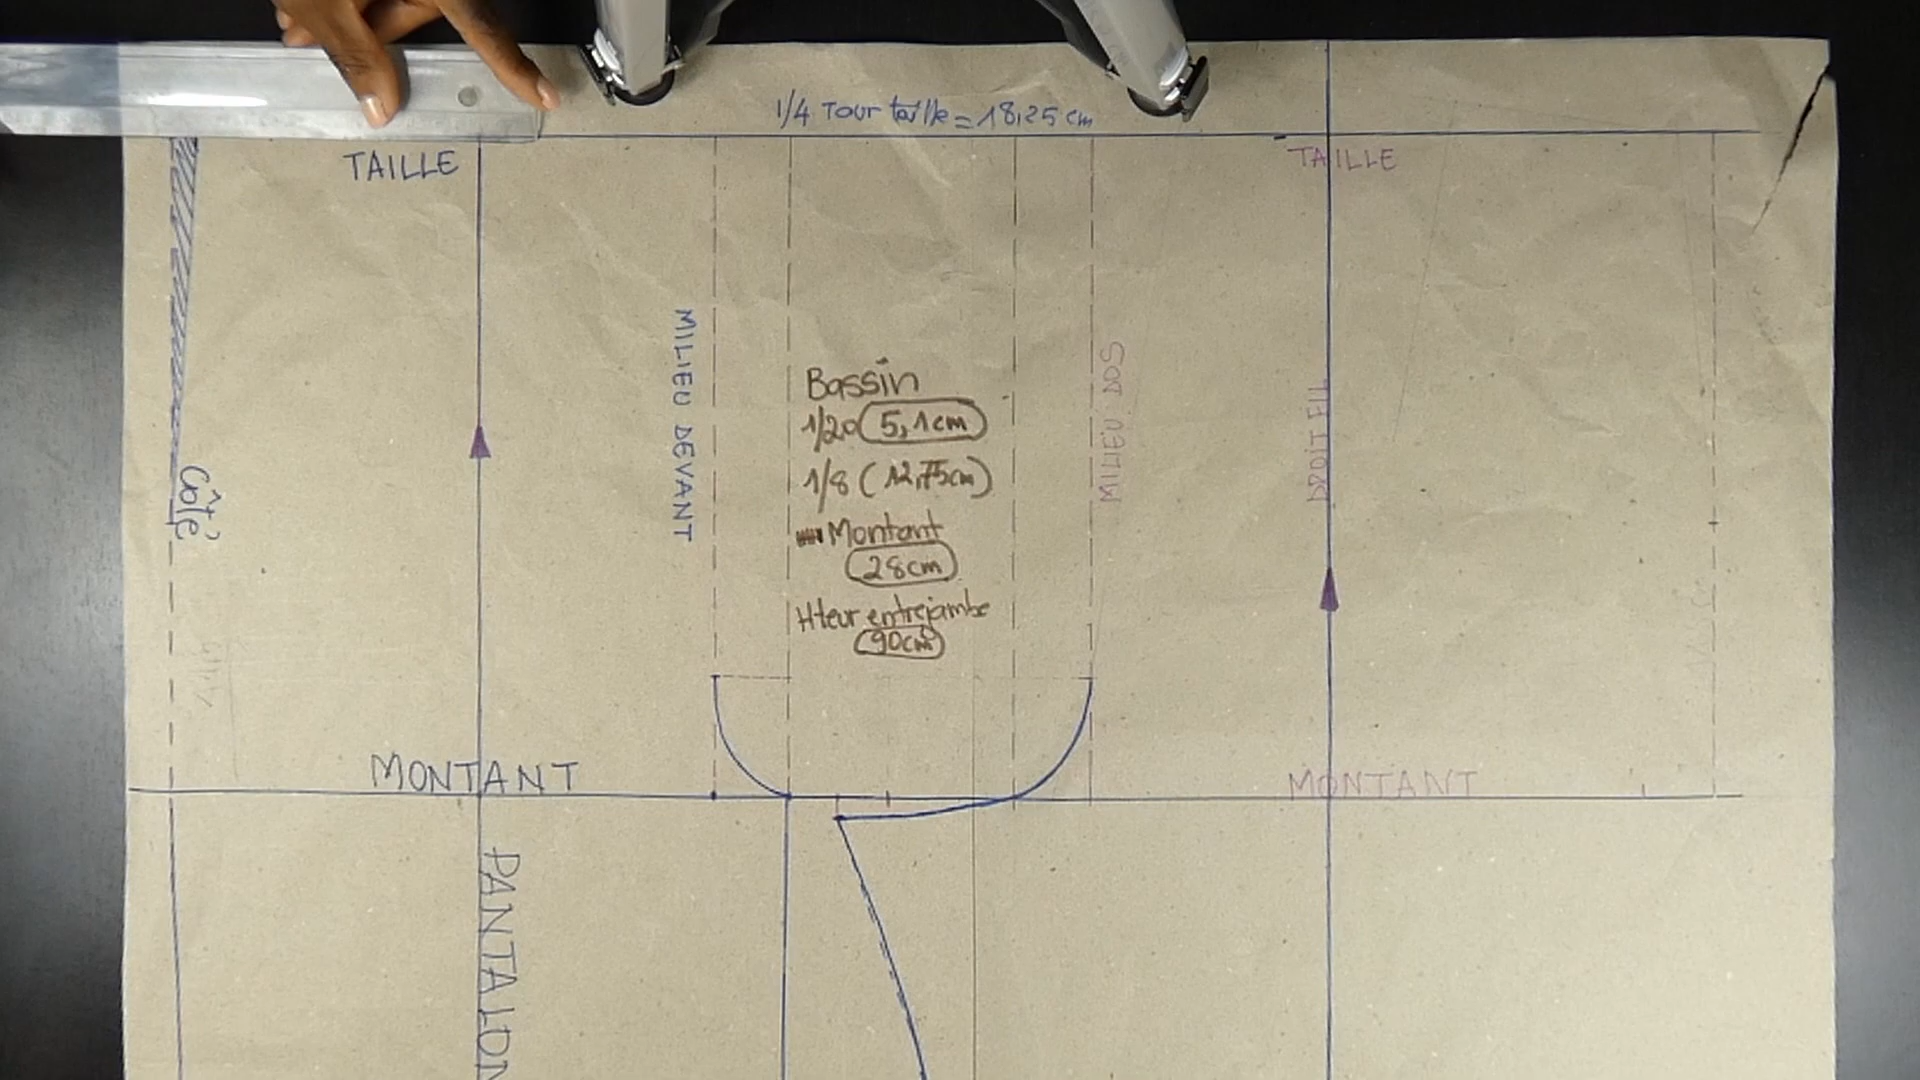 1/4 Tour taille = 18,25 cm
TAILLE
TAILLE
MILIEU DEVANT
Bassin
1/20 5,1cm
1/8 (12,75cm)
Montant
28cm
Hteur entrejambe
90cm
MILIEU DOS
DROIT FIL
Côté
MONTANT
MONTANT
PANTALON